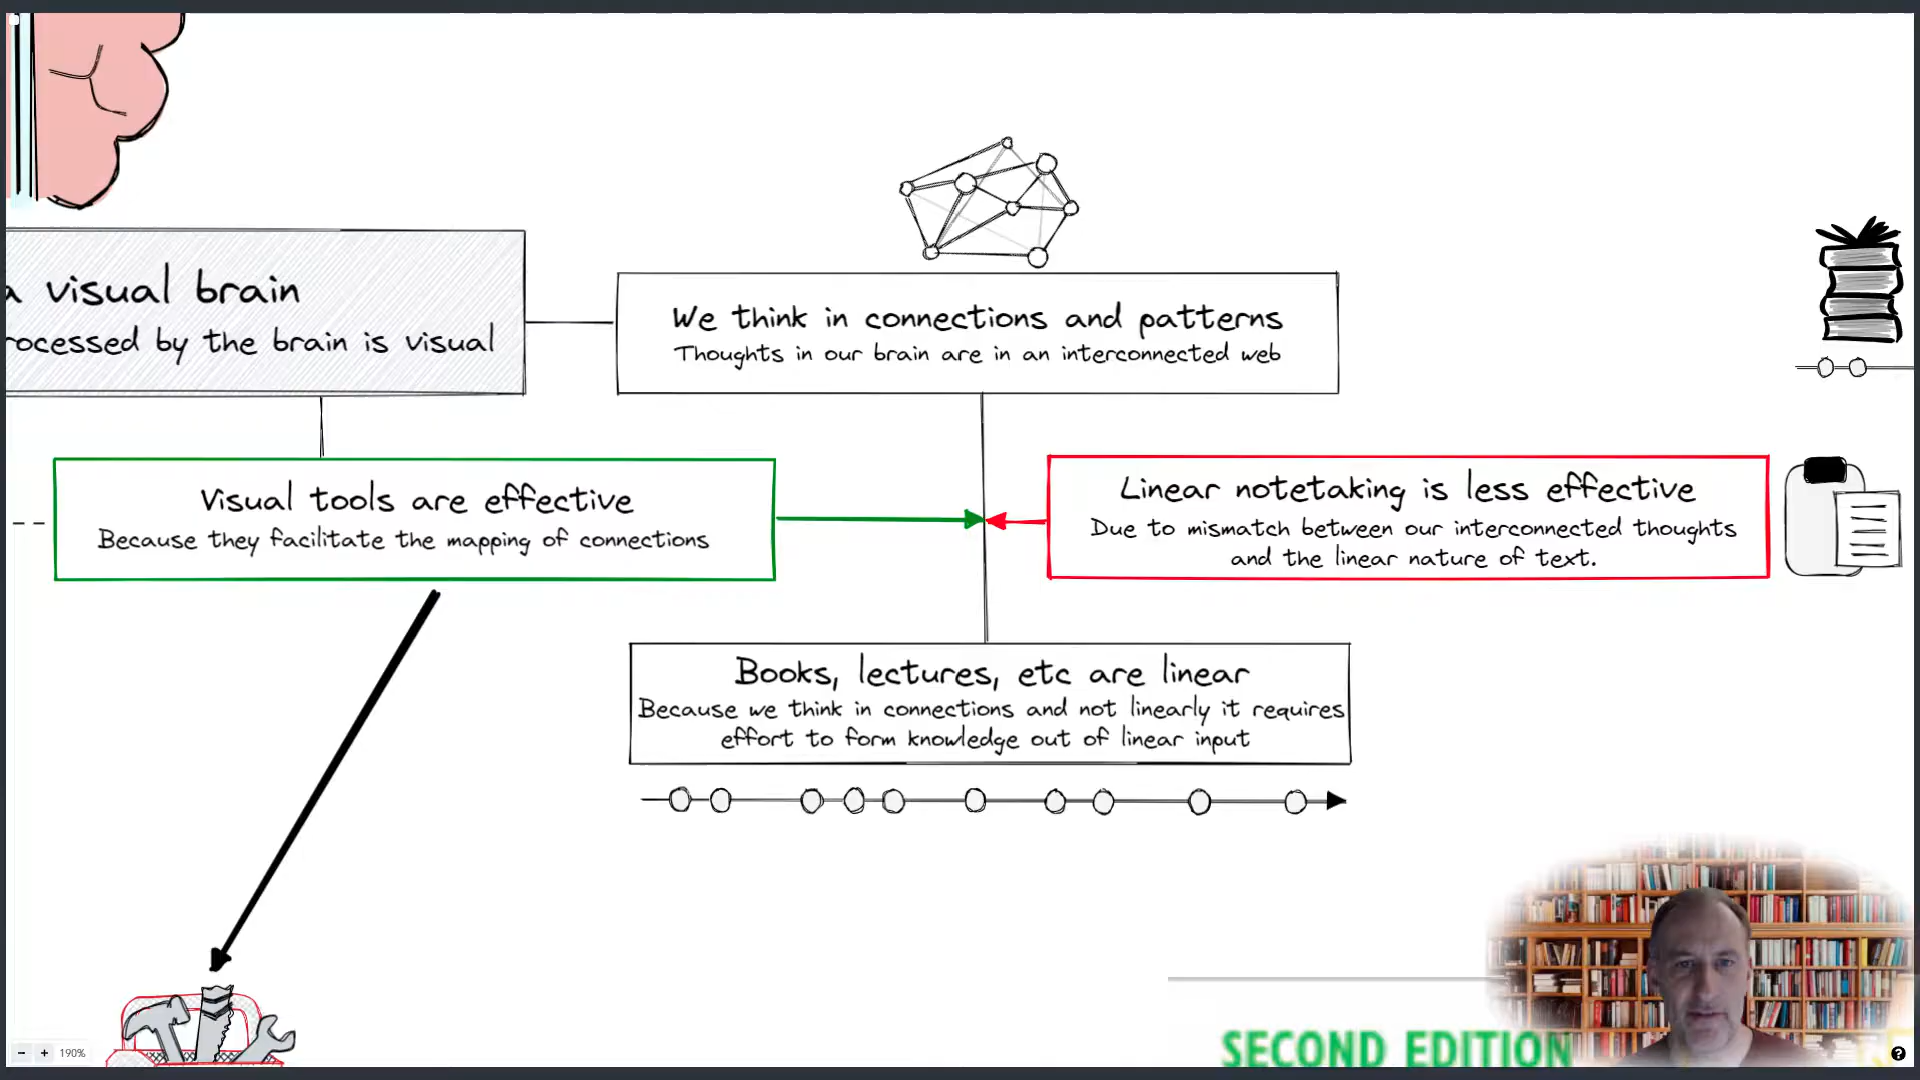 a visual brain
rocessed by the brain is visual
We think in connections and patterns
Thoughts in our brain are in an interconnected web
Visual tools are effective
Because they facilitate the mapping of connections
Linear notetaking is less effective
Due to mismatch between our interconnected thoughts
and the linear nature of text.
Books, lectures, etc are linear
Because we think in connections and not linearly it requires
effort to form knowledge out of linear input
SECOND EDITION
- + 190%
?